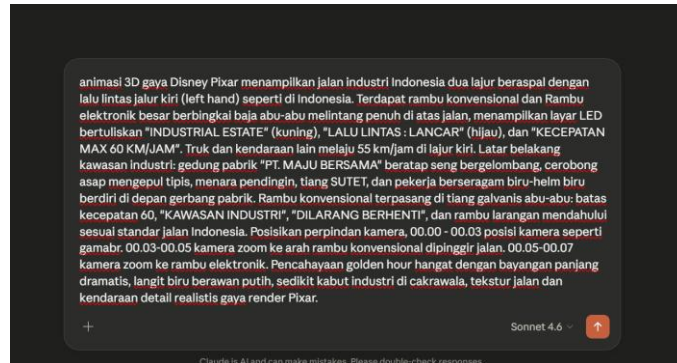 animasi 3D gaya Disney Pixar menampilkan jalan industri Indonesia dua lajur beraspal dengan
lalu lintas jalur kiri (left hand) seperti di Indonesia. Terdapat rambu konvensional dan Rambu
elektronik besar berbingkai baja abu-abu melintang penuh di atas jalan, menampilkan layar LED
bertuliskan "INDUSTRIAL ESTATE" (kuning), "LALU LINTAS : LANCAR" (hijau), dan "KECEPATAN
MAX 60 KM/JAM". Truk dan kendaraan lain melaju 55 km/jam di lajur kiri. Latar belakang
kawasan industri: gedung pabrik "PT. MAJU BERSAMA" beratap seng bergelombang, cerobong
asap mengepul tipis, menara pendingin, tiang SUTET, dan pekerja berseragam biru-helm biru
berdiri di depan gerbang pabrik. Rambu konvensional terpasang di tiang galvanis abu-abu: batas
kecepatan 60, "KAWASAN INDUSTRI", "DILARANG BERHENTI", dan rambu larangan mendahului
sesuai standar jalan Indonesia. Posisikan perpindan kamera, 00.00 - 00.03 posisi kamera seperti
gamabr. 00.03-00.05 kamera zoom ke arah rambu konvensional dipinggir jalan. 00.05-00.07
kamera zoom ke rambu elektronik. Pencahayaan golden hour hangat dengan bayangan panjang
dramatis, langit biru berawan putih, sedikit kabut industri di cakrawala, tekstur jalan dan
kendaraan detail realistis gaya render Pixar.
Sonnet 4.6
Claude is AI and can make mistakes. Please double-check responses.